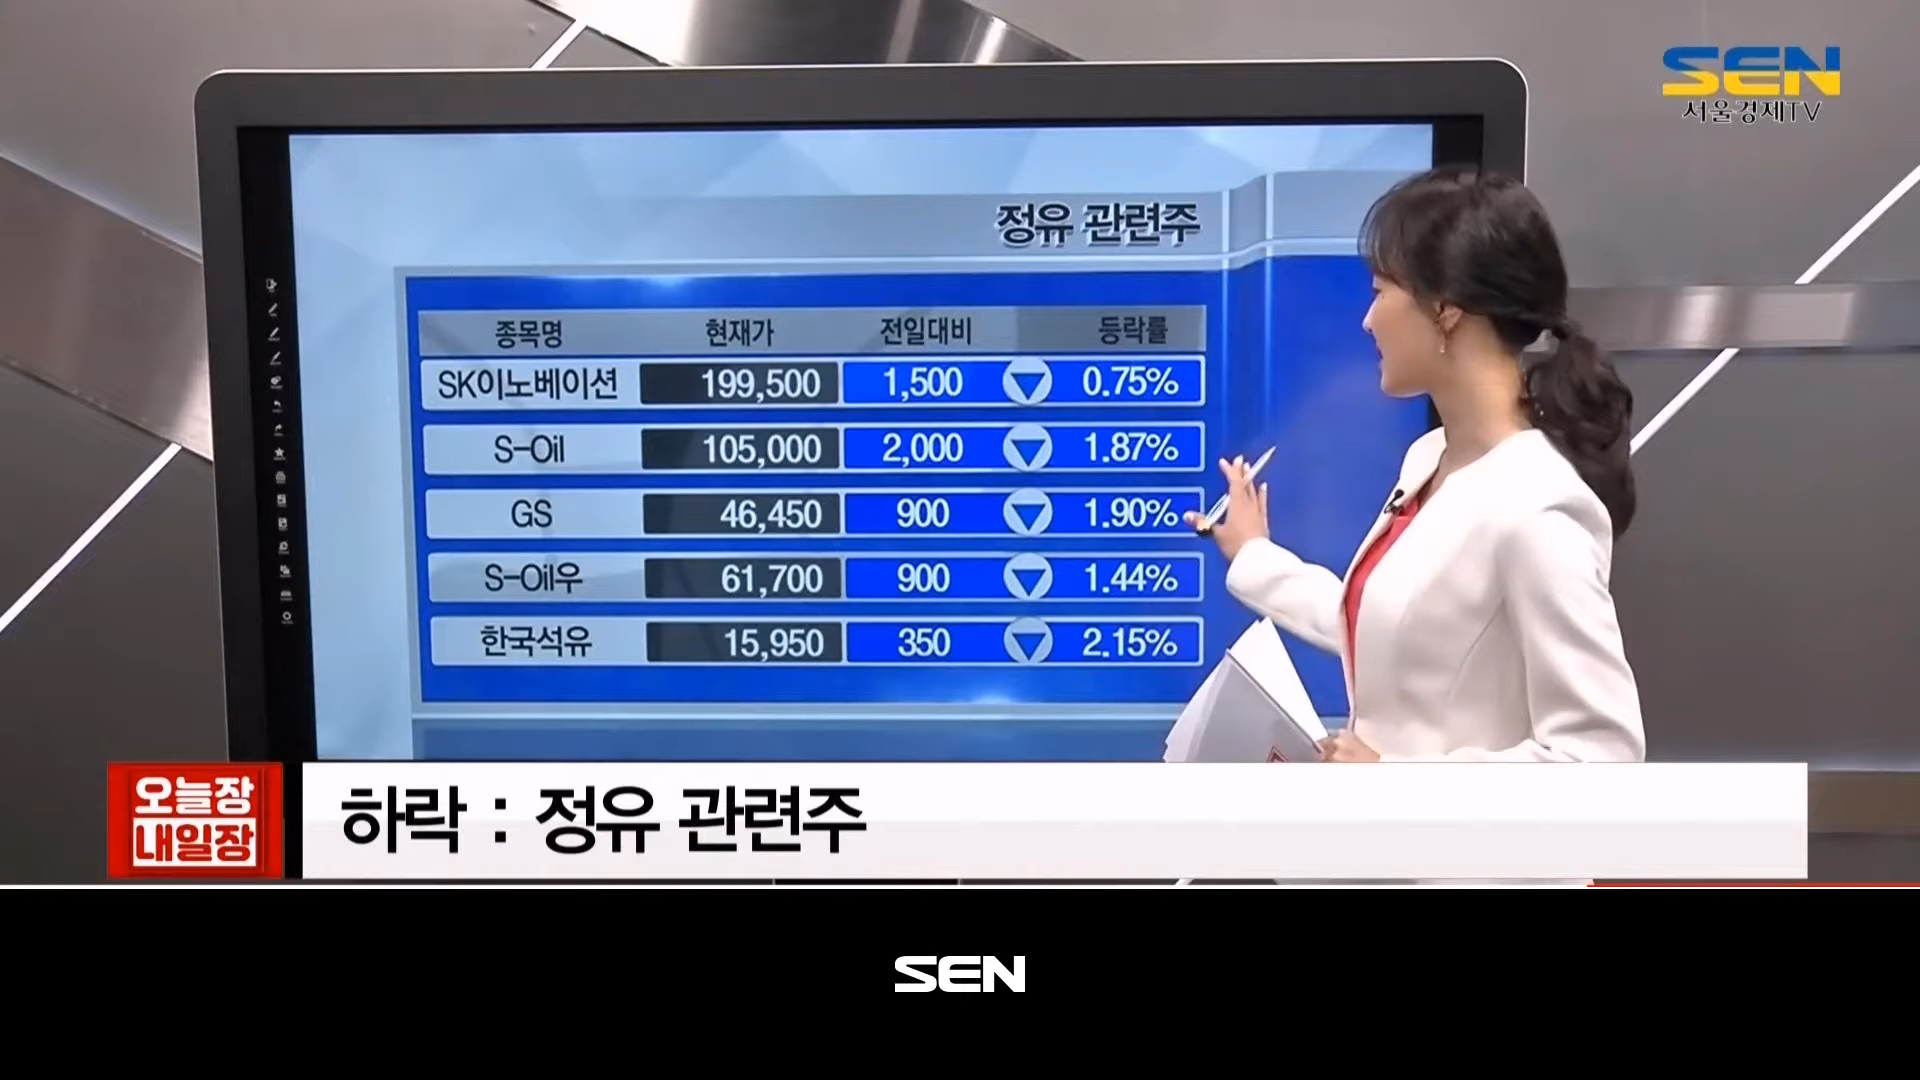 SEN
서울경제TV
정유 관련주
종목명 현재가 전일대비 등락률
SK이노베이션 199,500 1,500 ▼ 0.75%
S-Oil 105,000 2,000 ▼ 1.87%
GS 46,450 900 ▼ 1.90%
S-Oil우 61,700 900 ▼ 1.44%
한국석유 15,950 350 ▼ 2.15%
오늘장
내일장
하락 : 정유 관련주
SEN